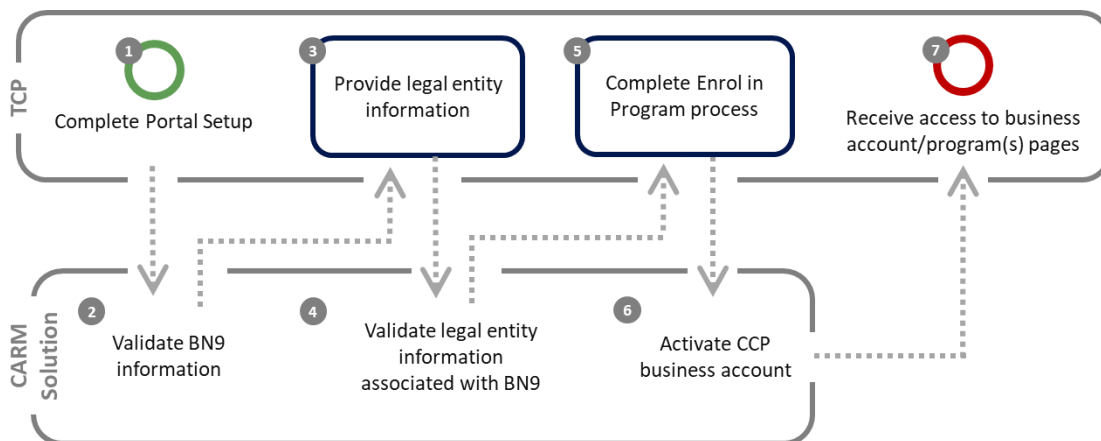 TCP
1
Complete Portal Setup
3
Provide legal entity
information
5
Complete Enrol in
Program process
7
Receive access to business
account/program(s) pages
CARM
Solution
2
Validate BN9
information
4
Validate legal entity
information
associated with BN9
6
Activate CCP
business account